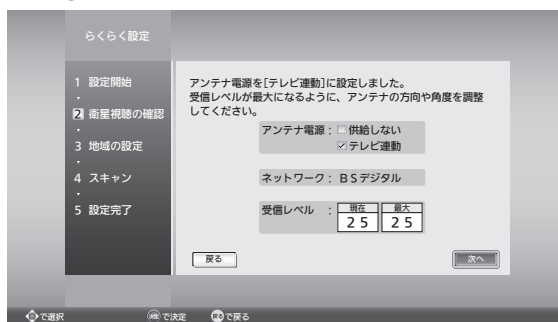 らくらく設定
1 設定開始
2 衛星視聴の確認
3 地域の設定
4 スキャン
5 設定完了
アンテナ電源を[テレビ連動]に設定しました。
受信レベルが最大になるように、アンテナの方向や角度を調整
してください。
アンテナ電源：供給しない
テレビ連動
ネットワーク：BSデジタル
受信レベル ： 現在 最大
25 25
戻る 次へ
で選択 で決定 戻る で戻る